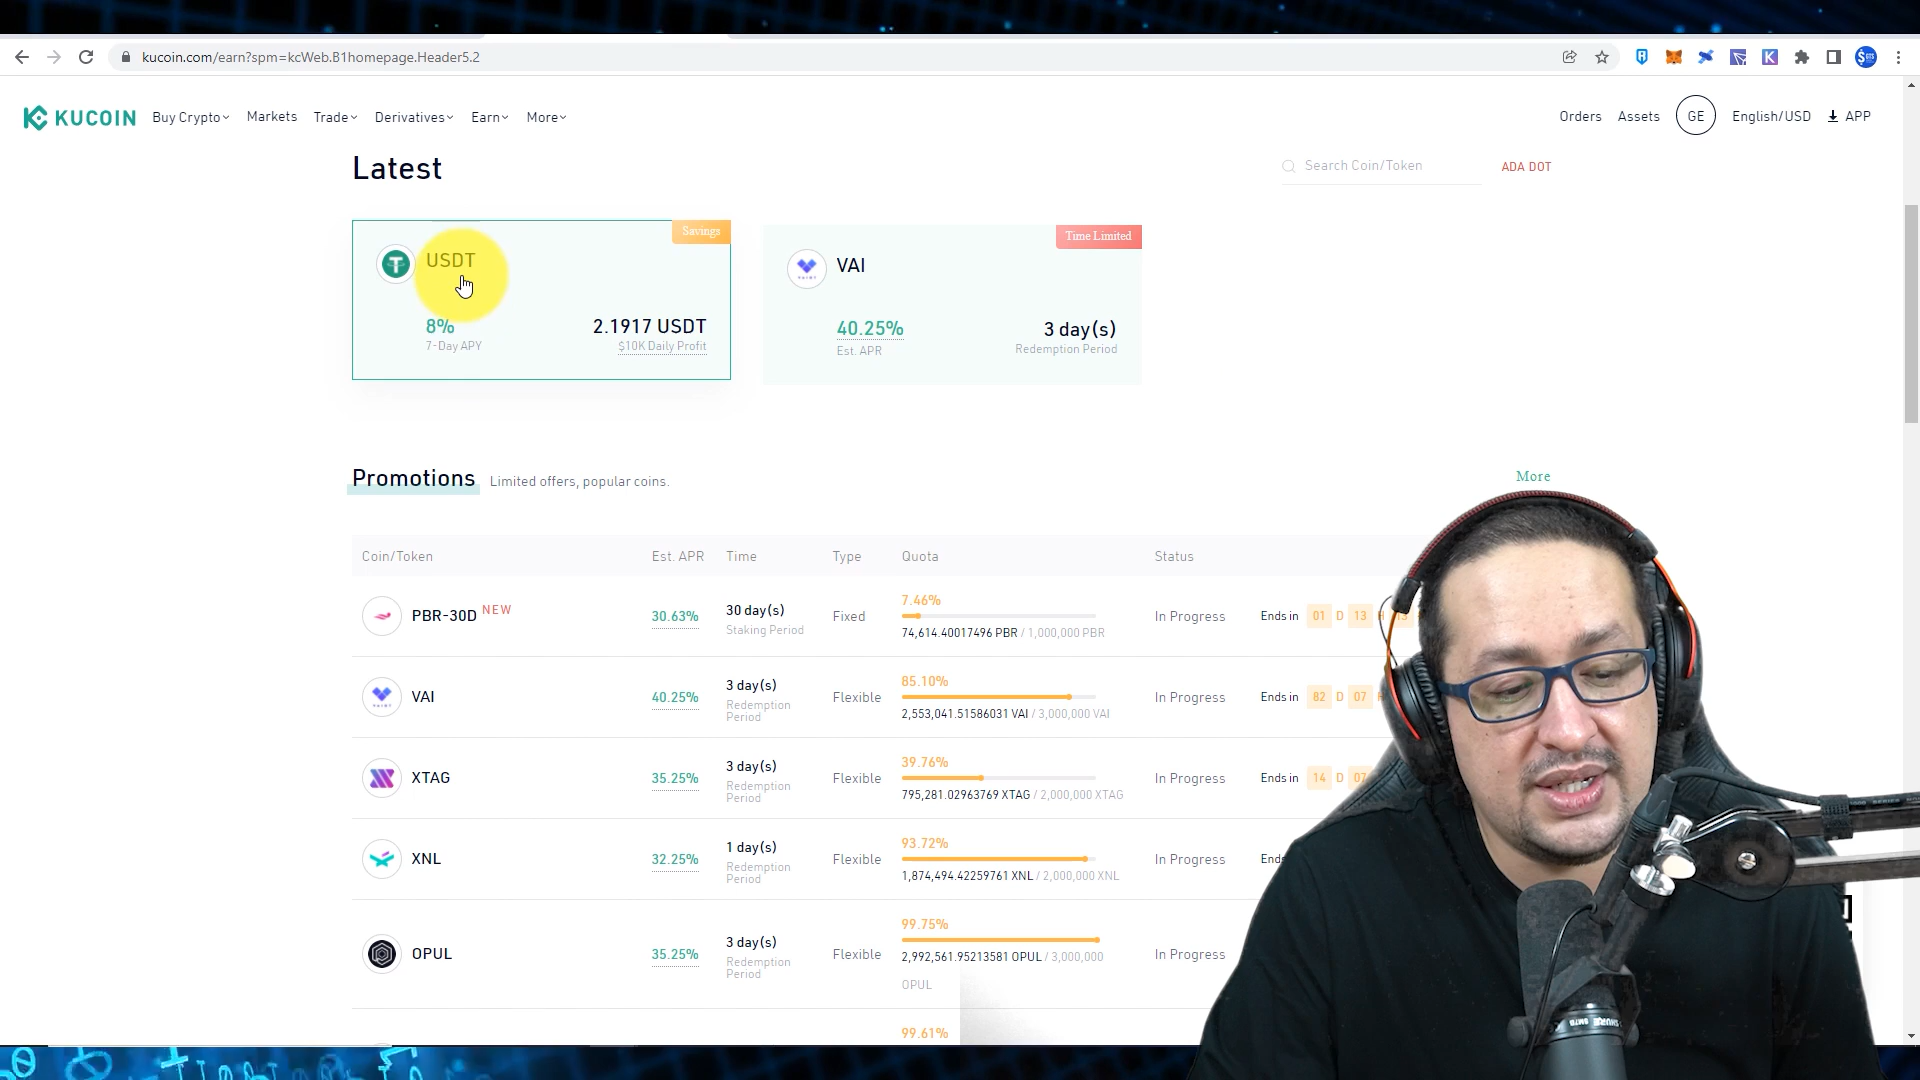 kucoin.com/earn?spm=kcWeb.B1homepage.Header5.2
KUCOIN Buy Crypto Markets Trade Derivatives Earn More Orders Assets GE English/USD APP
Latest
Search Coin/Token ADA DOT
Savings
USDT
8% 2.1917 USDT
7-Day APY $10K Daily Profit
Time Limited
VAI
40.25% 3 day(s)
Est. APR Redemption Period
Promotions Limited offers, popular coins. More
Coin/Token Est. APR Time Type Quota Status
PBR-30D NEW 30.63% 30 day(s) Staking Period Fixed 7.46% In Progress Ends in 01 D 13
74,614.40017496 PBR / 1,000,000 PBR
VAI 40.25% 3 day(s) Flexible 85.10% In Progress Ends in 82 D 07
Redemption
Period
2,553,041.51586031 VAI / 3,000,000 VAI
XTAG 35.25% 3 day(s) Flexible 39.76% In Progress Ends in 14 D 07
Redemption
Period
795,281.02963769 XTAG / 2,000,000 XTAG
XNL 32.25% 1 day(s) Flexible 93.72% In Progress
Redemption
Period
1,874,494.42259761 XNL / 2,000,000 XNL
OPUL 35.25% 3 day(s) Flexible 99.75% In Progress
Redemption
Period
2,992,561.95213581 OPUL / 3,000,000
OPUL
99.61%